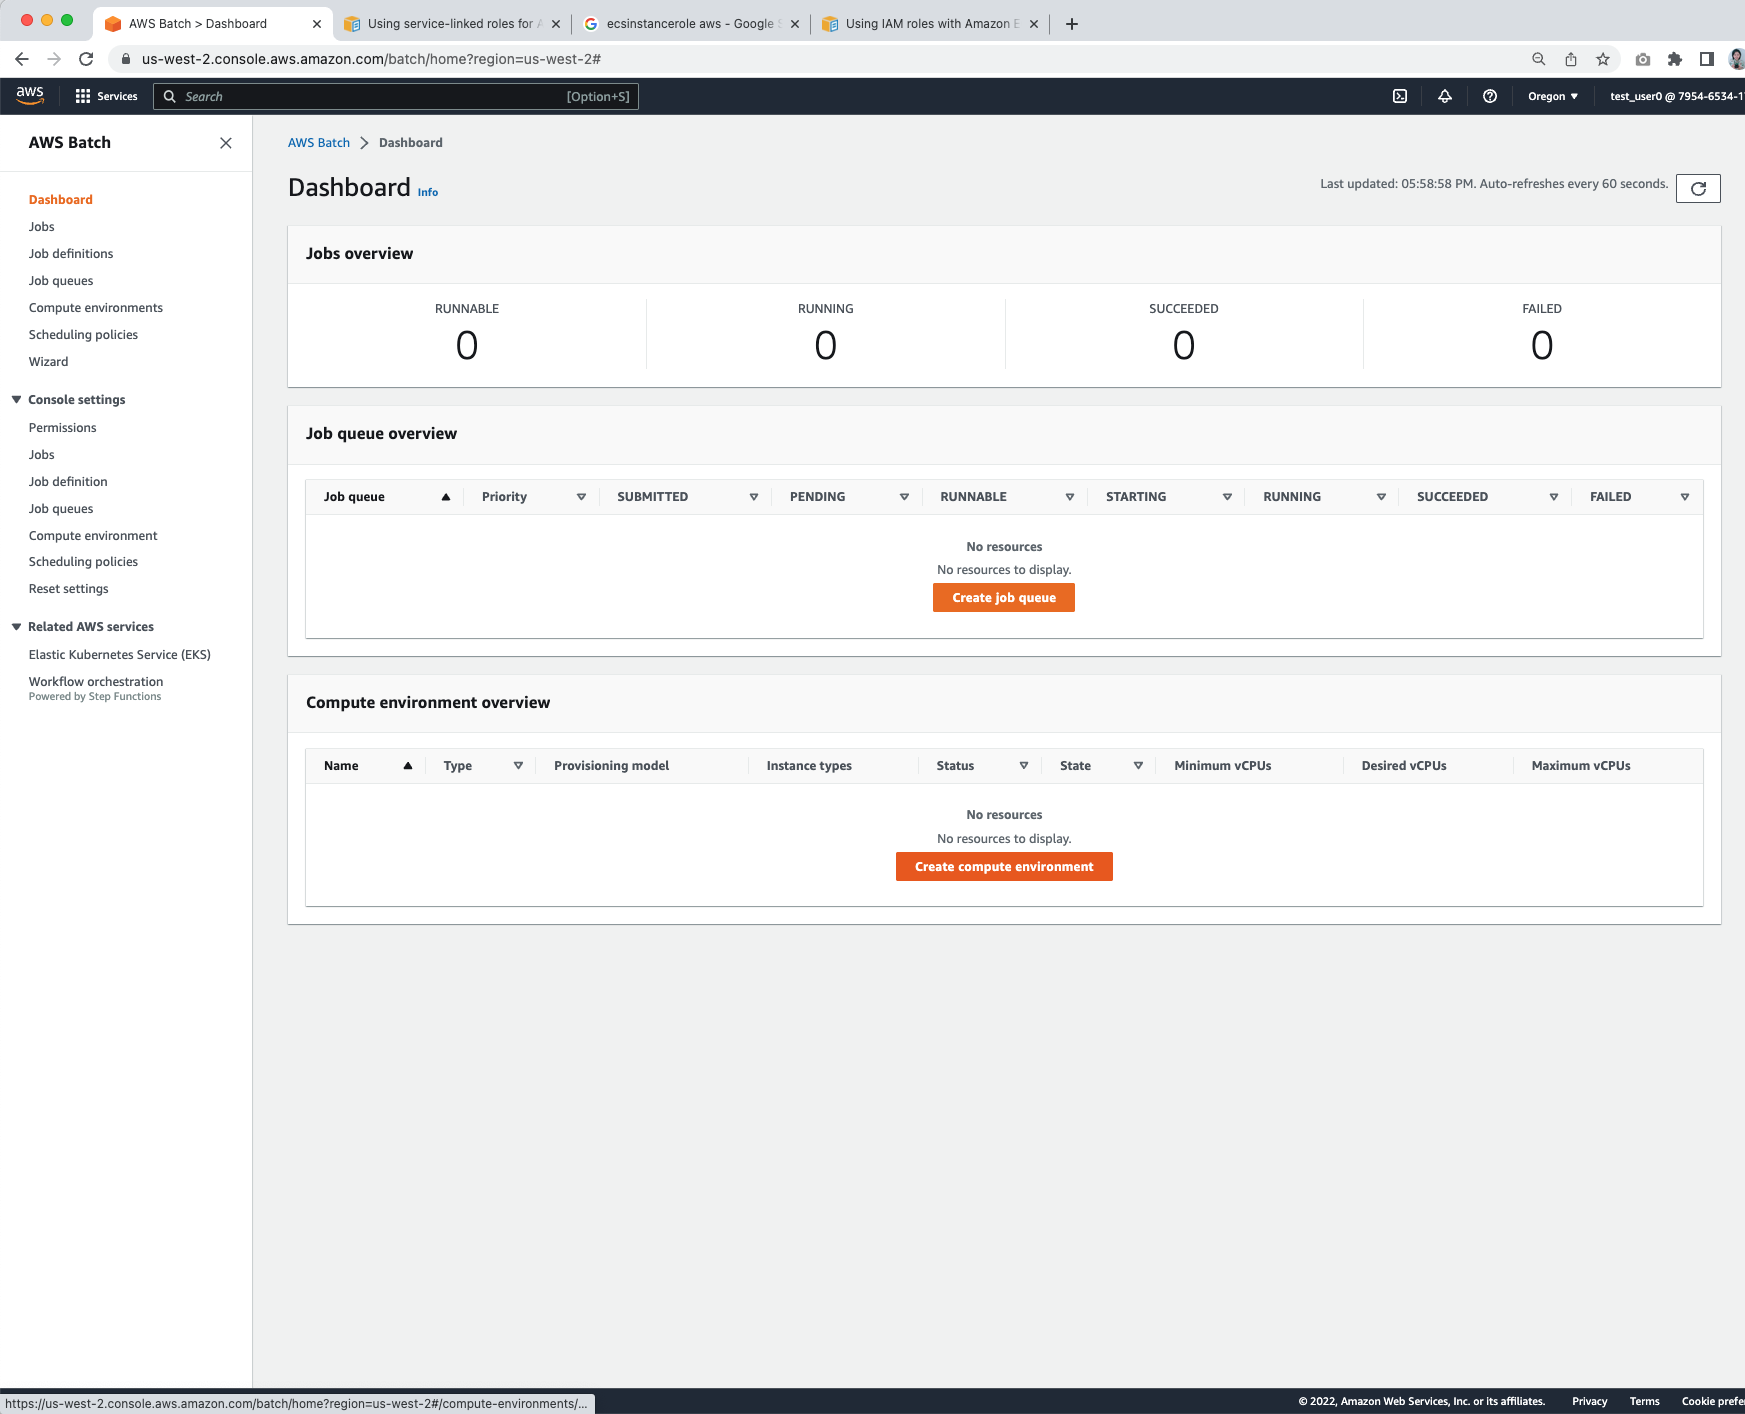 AWS Batch > Dashboard
Using service-linked roles for
ecsinstancerole aws - Google
Using IAM roles with Amazon
us-west-2.console.aws.amazon.com/batch/home?region=us-west-2#
aws
Services
Search
[Option+S]
Oregon
test_user0 @ 7954-6534-1
AWS Batch
Dashboard
Jobs
Job definitions
Job queues
Compute environments
Scheduling policies
Wizard
Console settings
Permissions
Jobs
Job definition
Job queues
Compute environment
Scheduling policies
Reset settings
Related AWS services
Elastic Kubernetes Service (EKS)
Workflow orchestration
Powered by Step Functions
AWS Batch > Dashboard
Dashboard Info
Last updated: 05:58:58 PM. Auto-refreshes every 60 seconds.
Jobs overview
RUNNABLE RUNNING SUCCEEDED FAILED
0 0 0 0
Job queue overview
Job queue Priority SUBMITTED PENDING RUNNABLE STARTING RUNNING SUCCEEDED FAILED
No resources
No resources to display.
Create job queue
Compute environment overview
Name Type Provisioning model Instance types Status State Minimum vCPUs Desired vCPUs Maximum vCPUs
No resources
No resources to display.
Create compute environment
https://us-west-2.console.aws.amazon.com/batch/home?region=us-west-2#/compute-environments/...
© 2022, Amazon Web Services, Inc. or its affiliates. Privacy Terms Cookie prefe